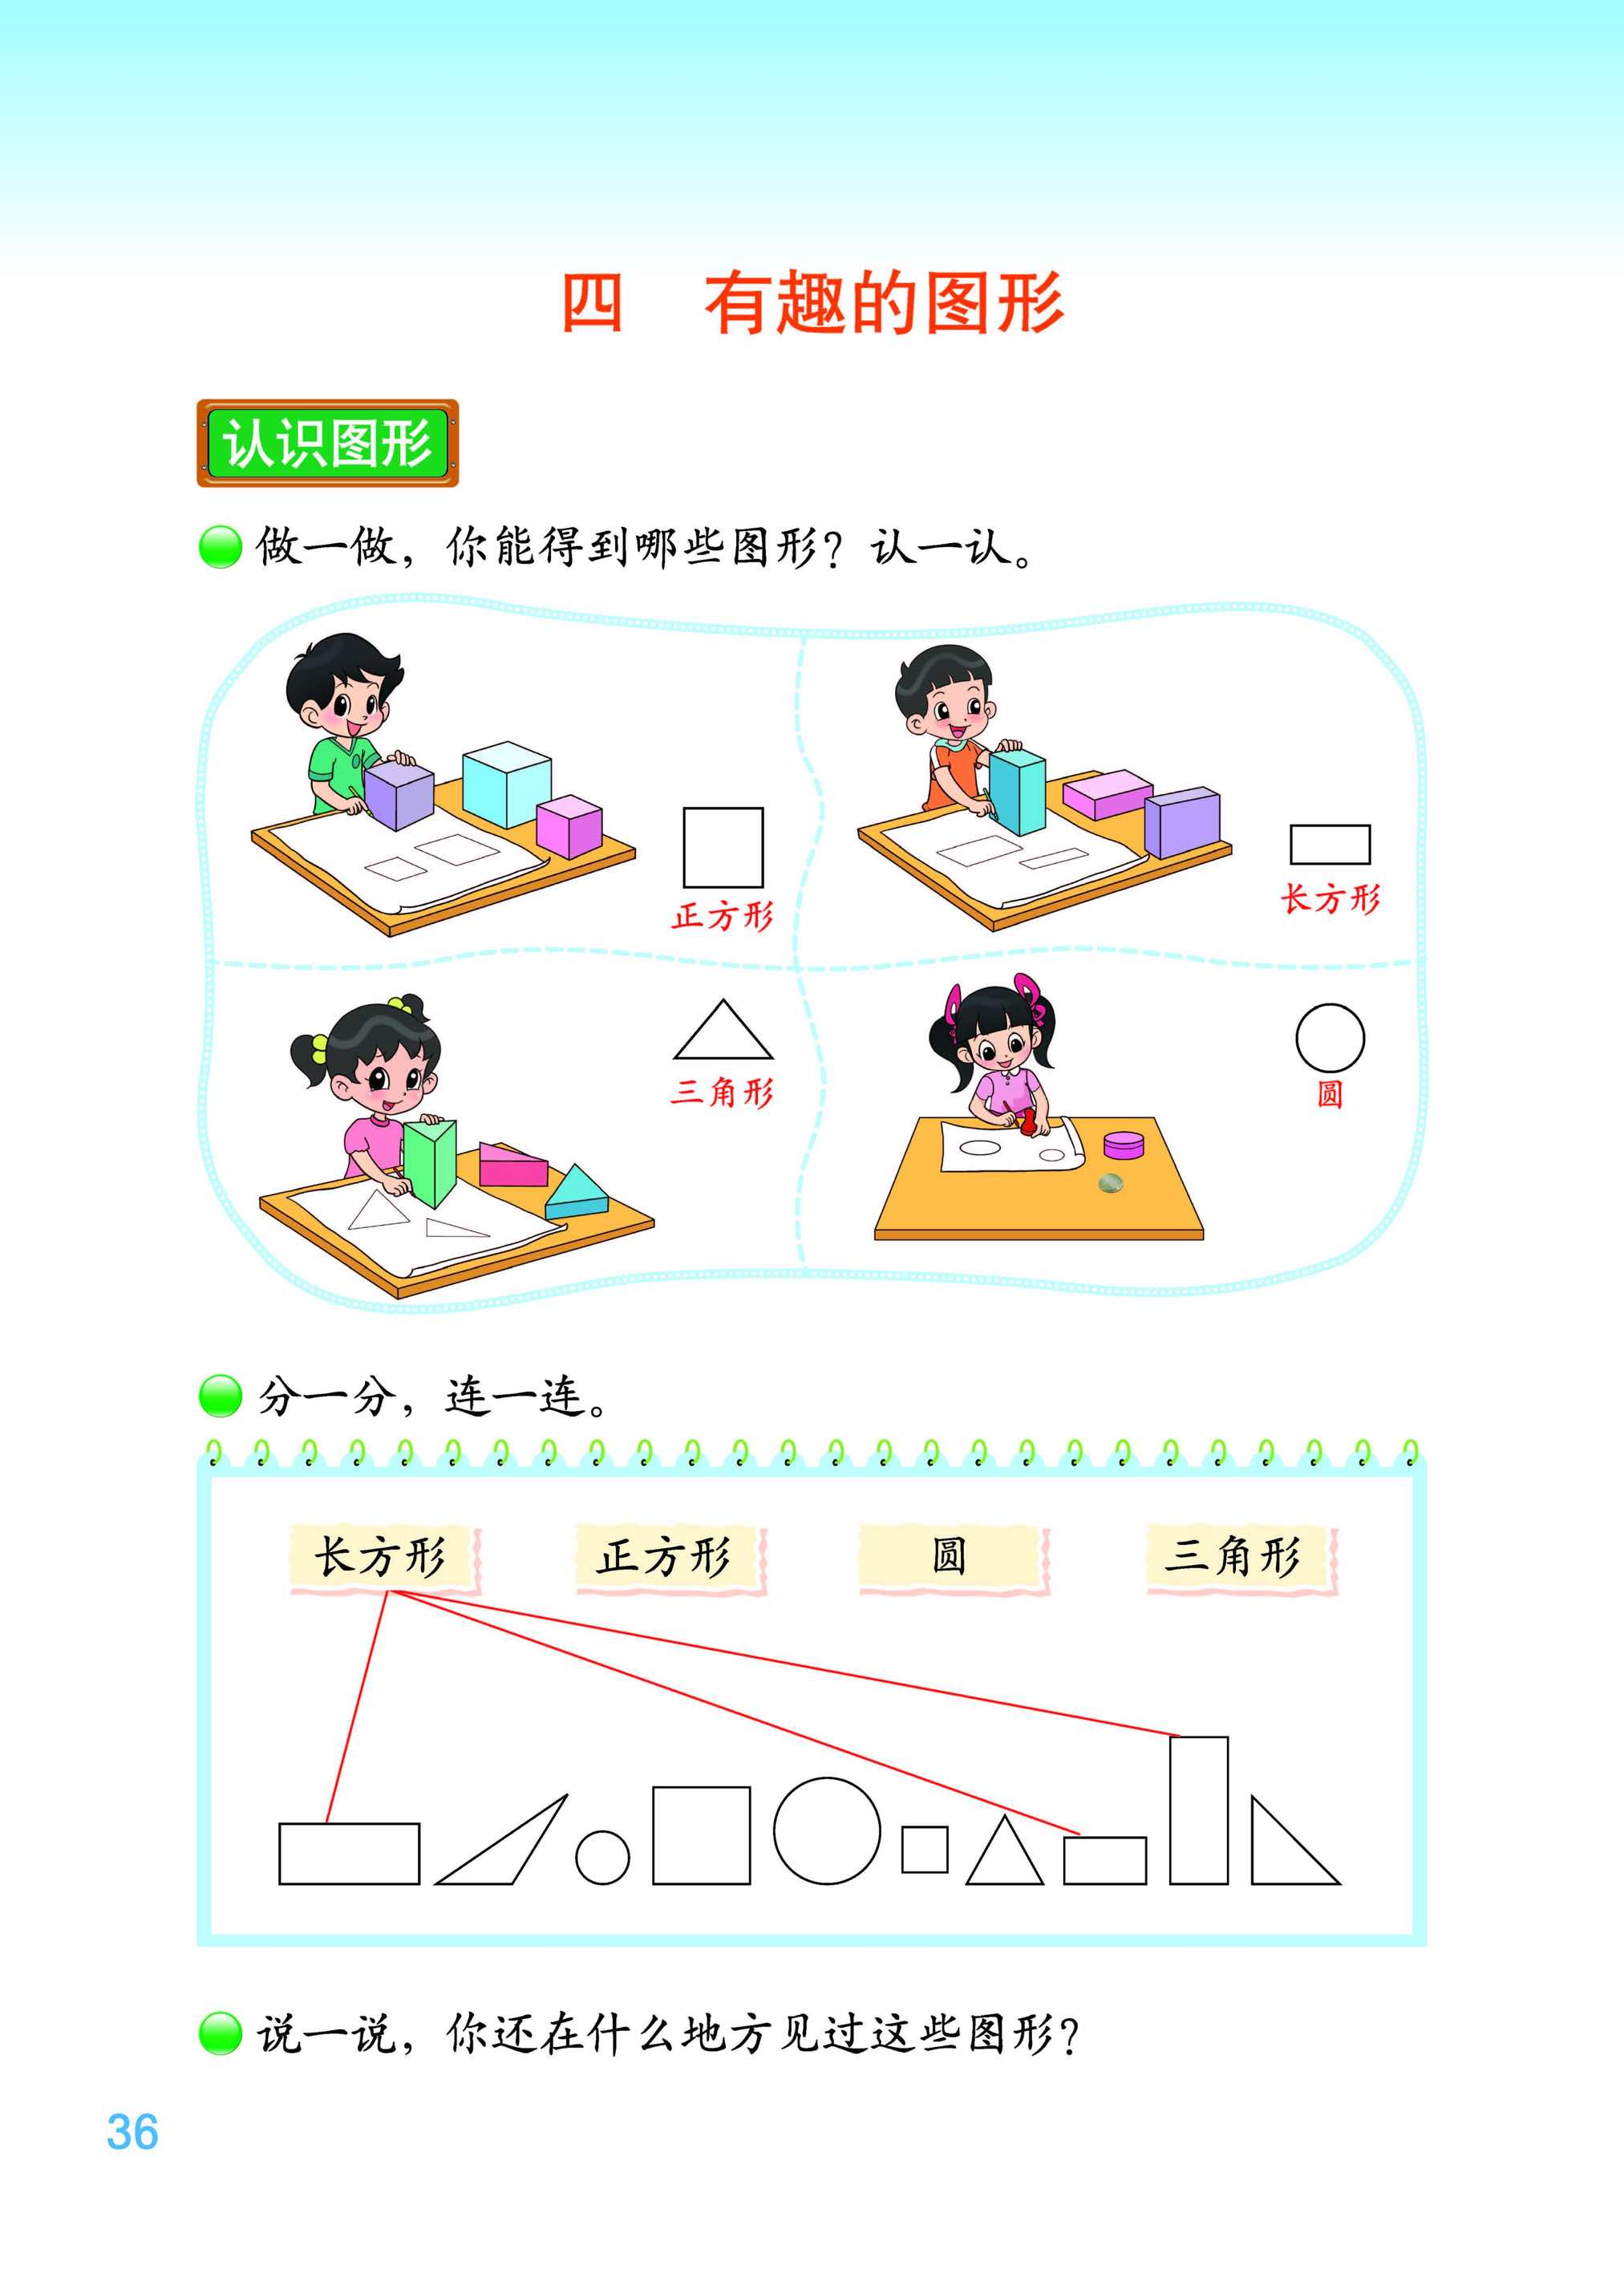 四 有趣的图形
认识图形
做一做，你能得到哪些图形？认一认。
正方形
长方形
三角形
圆
分一分，连一连。
长方形 正方形 圆 三角形
说一说，你还在什么地方见过这些图形？
36